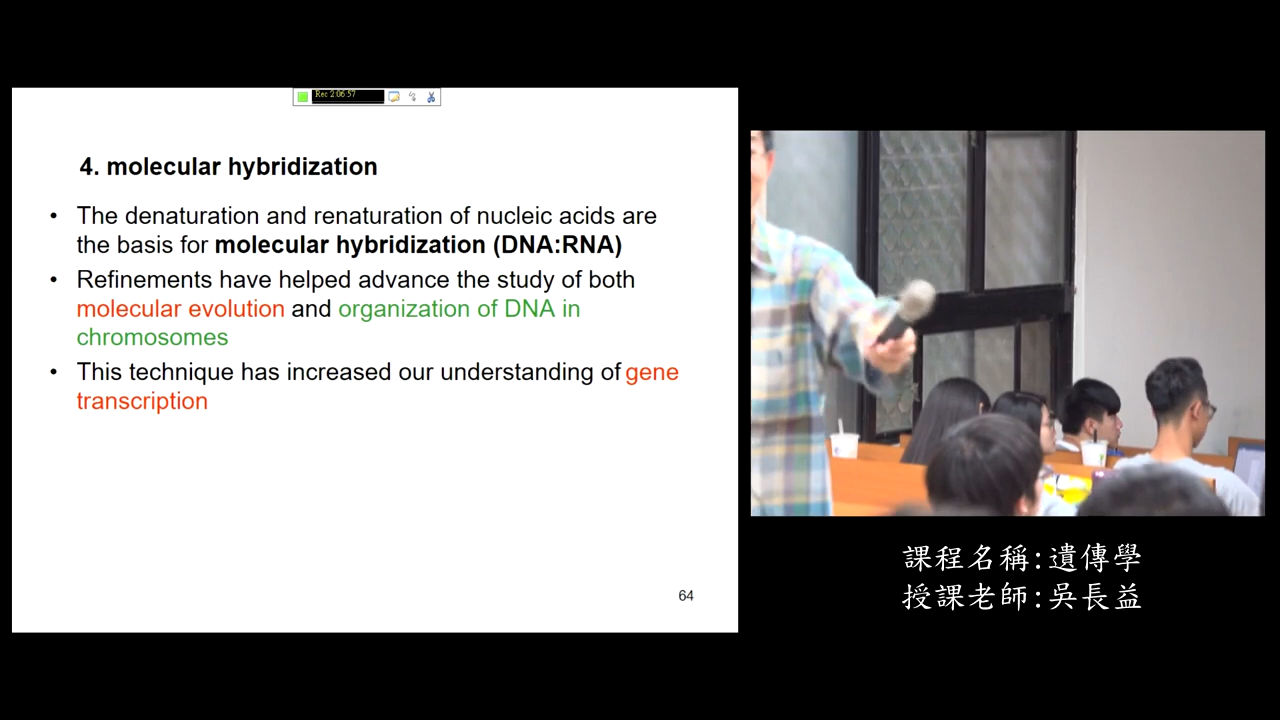 Rec 2:06:57
4. molecular hybridization
• The denaturation and renaturation of nucleic acids are
the basis for molecular hybridization (DNA:RNA)
• Refinements have helped advance the study of both
molecular evolution and organization of DNA in
chromosomes
• This technique has increased our understanding of gene
transcription
64
課程名稱:遺傳學
授課老師:吳長益